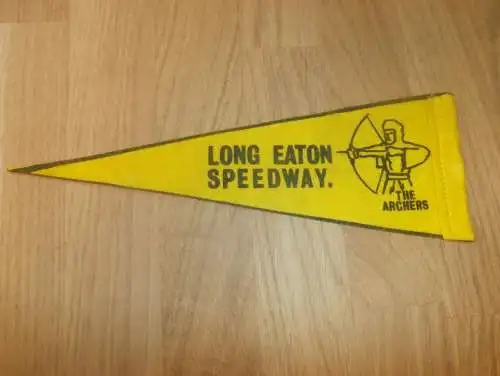 LONG EATON
SPEEDWAY.
THE
ARCHERS